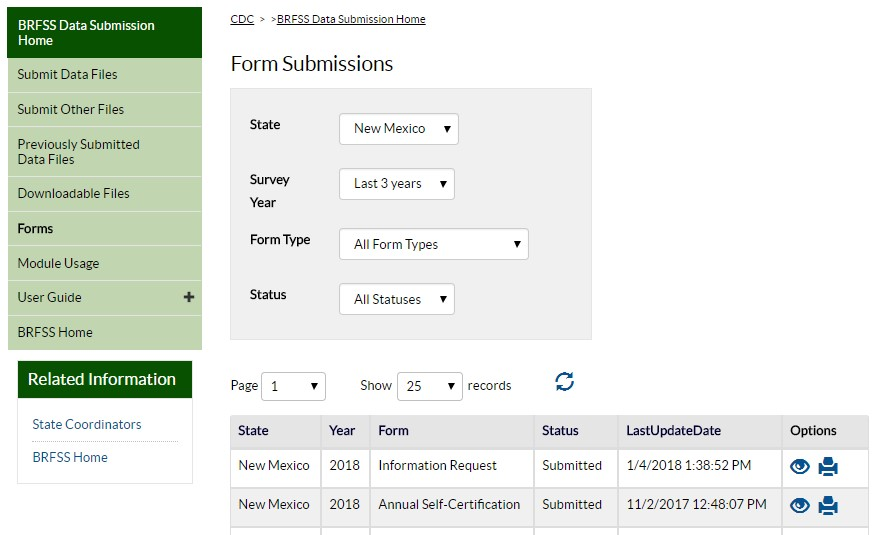 BRFSS Data Submission
Home
Submit Data Files
Submit Other Files
Previously Submitted
Data Files
Downloadable Files
Forms
Module Usage
User Guide
BRFSS Home
Related Information
State Coordinators
BRFSS Home
CDC > >BRFSS Data Submission Home
Form Submissions
State New Mexico
Survey
Year Last 3 years
Form Type All Form Types
Status All Statuses
Page 1 Show 25 records
State Year Form Status LastUpdateDate Options
New Mexico 2018 Information Request Submitted 1/4/2018 1:38:52 PM
New Mexico 2018 Annual Self-Certification Submitted 11/2/2017 12:48:07 PM